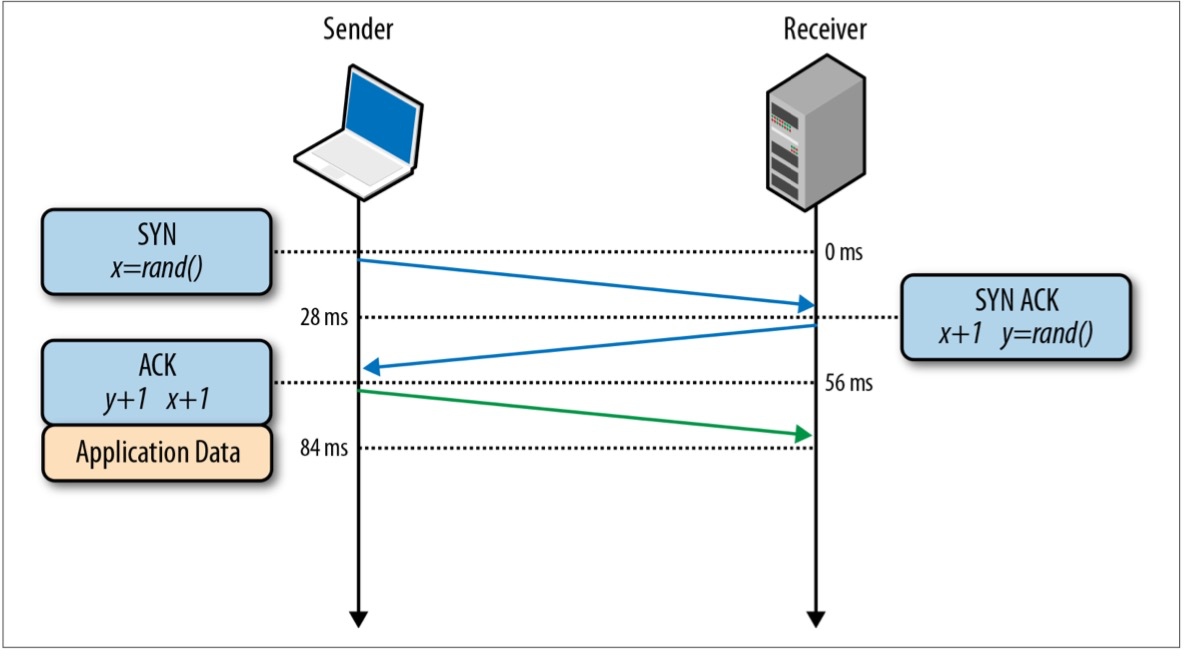 Sender
Receiver
SYN
x=rand()
0 ms
28 ms
SYN ACK
x+1 y=rand()
ACK
y+1 x+1
56 ms
Application Data
84 ms